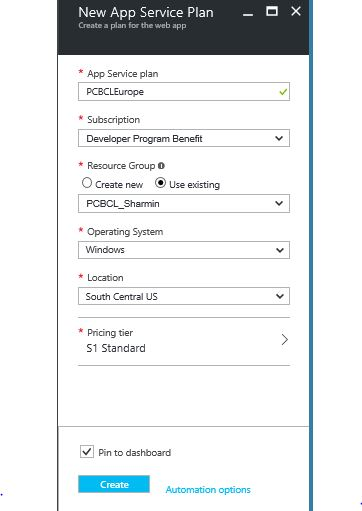 New App Service Plan
Create a plan for the web app
* App Service plan
PCBCLEurope
* Subscription
Developer Program Benefit
* Resource Group
Create new Use existing
PCBCL_Sharmin
* Operating System
Windows
* Location
South Central US
* Pricing tier
S1 Standard
Pin to dashboard
Create Automation options